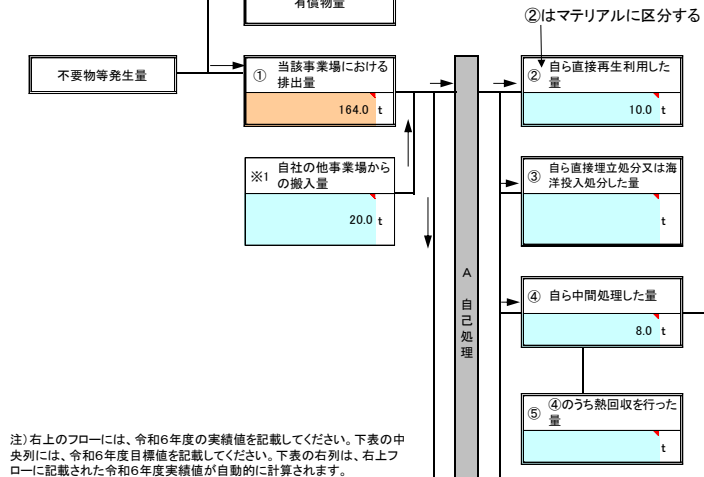 有償物量
②はマテリアルに区分する
不要物等発生量
① 当該事業場における
排出量
164.0 t
② 自ら直接再生利用した
量
10.0 t
※1 自社の他事業場から
の搬入量
20.0 t
③ 自ら直接埋立処分又は海
洋投入処分した量
t
A
自
己
処
理
④ 自ら中間処理した量
8.0 t
⑤ ④のうち熱回収を行った
量
t
注）右上のフローには、令和6年度の実績値を記載してください。下表の中
央列には、令和6年度目標値を記載してください。下表の右列は、右上フ
ローに記載された令和6年度実績値が自動的に計算されます。